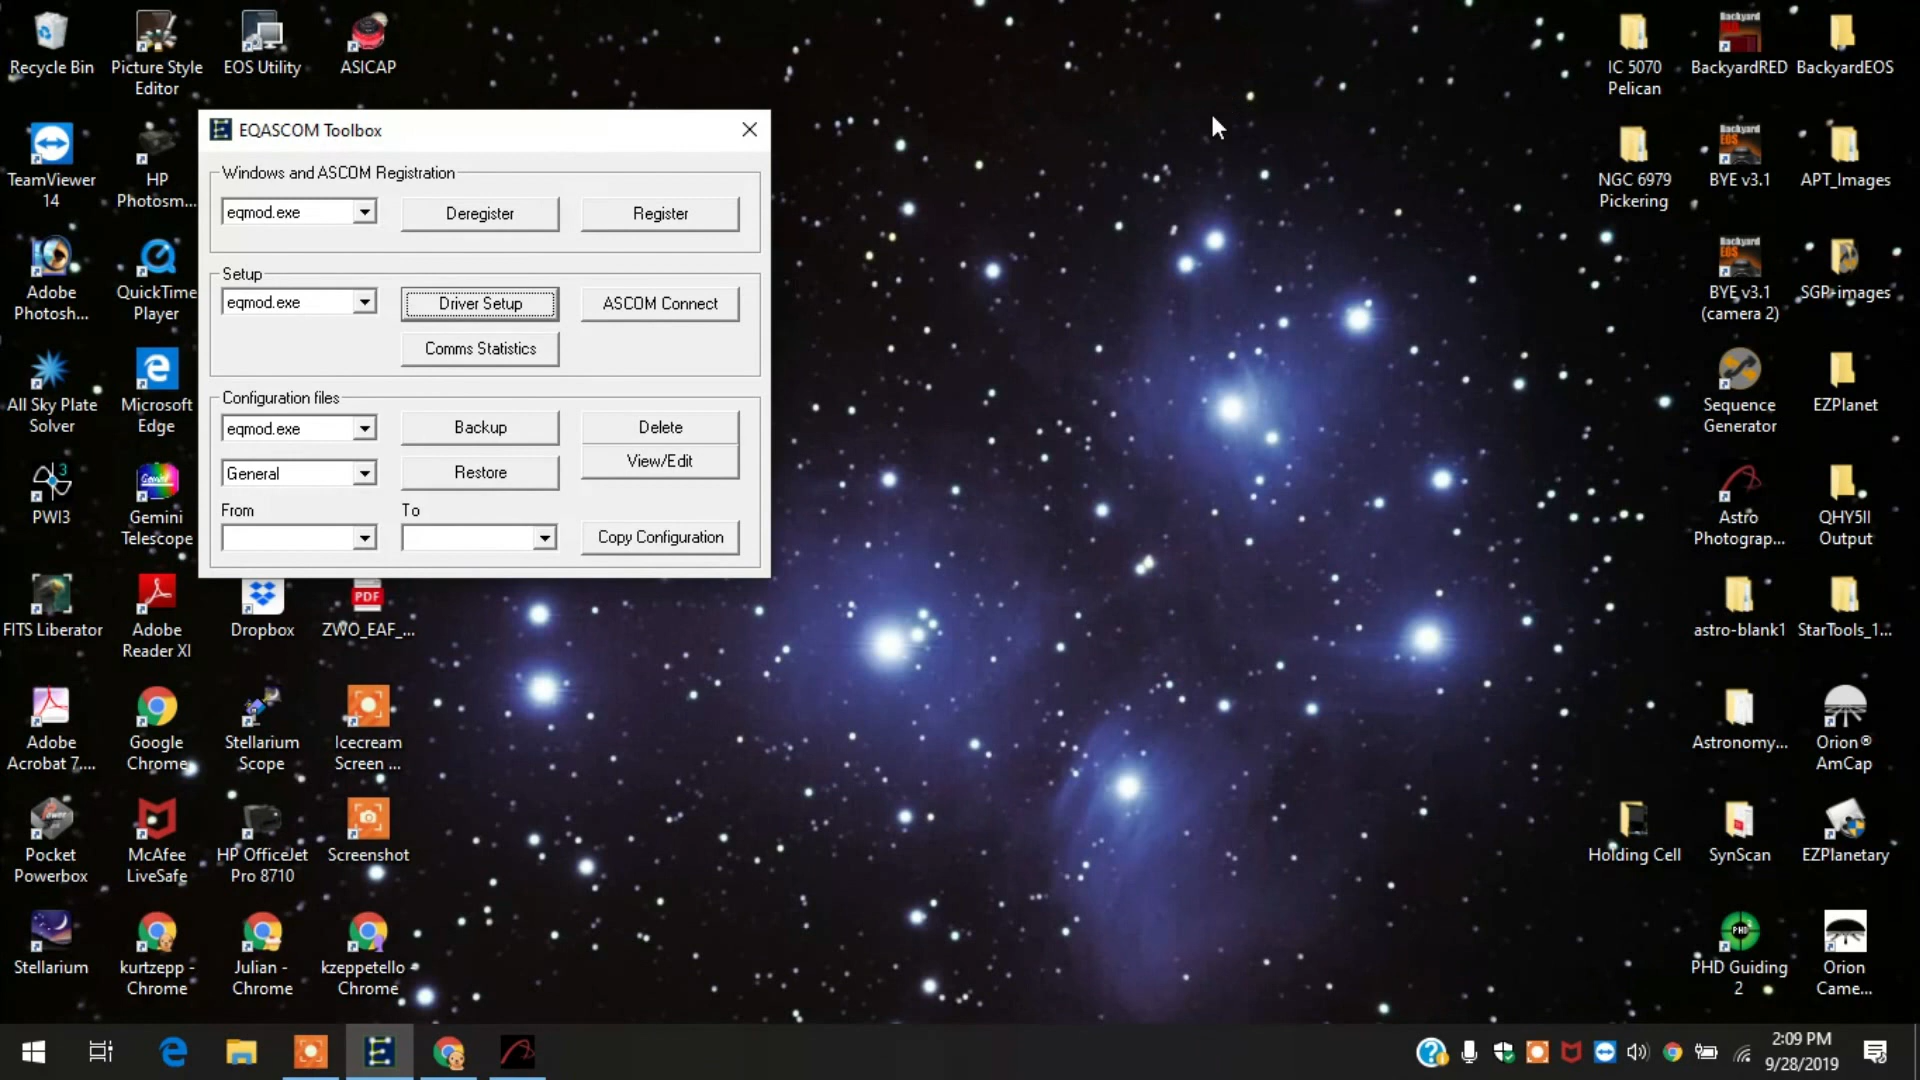 Recycle Bin
Picture Style
Editor
EOS Utility
ASICAP
IC 5070
Pelican
BackyardRED
BackyardEOS
EQASCOM Toolbox
Windows and ASCOM Registration
eqmod.exe
Deregister
Register
Setup
eqmod.exe
Driver Setup
ASCOM Connect
Comms Statistics
Configuration files
eqmod.exe
Backup
Delete
General
Restore
View/Edit
From
To
Copy Configuration
TeamViewer
14
HP
Photosm...
NGC 6979
Pickering
BYE v3.1
APT_Images
Adobe
Photosh...
QuickTime
Player
BYE v3.1
(camera 2)
SGP-images
All Sky Plate
Solver
Microsoft
Edge
Sequence
Generator
EZPlanet
PWI3
Gemini
Telescope
Astro
Photograp...
QHY5II
Output
FITS Liberator
Adobe
Reader XI
Dropbox
PDF
ZWO_EAF_...
astro-blank1
StarTools_1...
Adobe
Acrobat 7....
Google
Chrome
Stellarium
Scope
Icecream
Screen ...
Astronomy...
Orion®
AmCap
Pocket
Powerbox
McAfee
LiveSafe
HP OfficeJet
Pro 8710
Screenshot
Holding Cell
SynScan
EZPlanetary
Stellarium
kurtzepp -
Chrome
Julian -
Chrome
kzeppetello -
Chrome
PHD
PHD Guiding
2
Orion
Came...
2:09 PM
9/28/2019